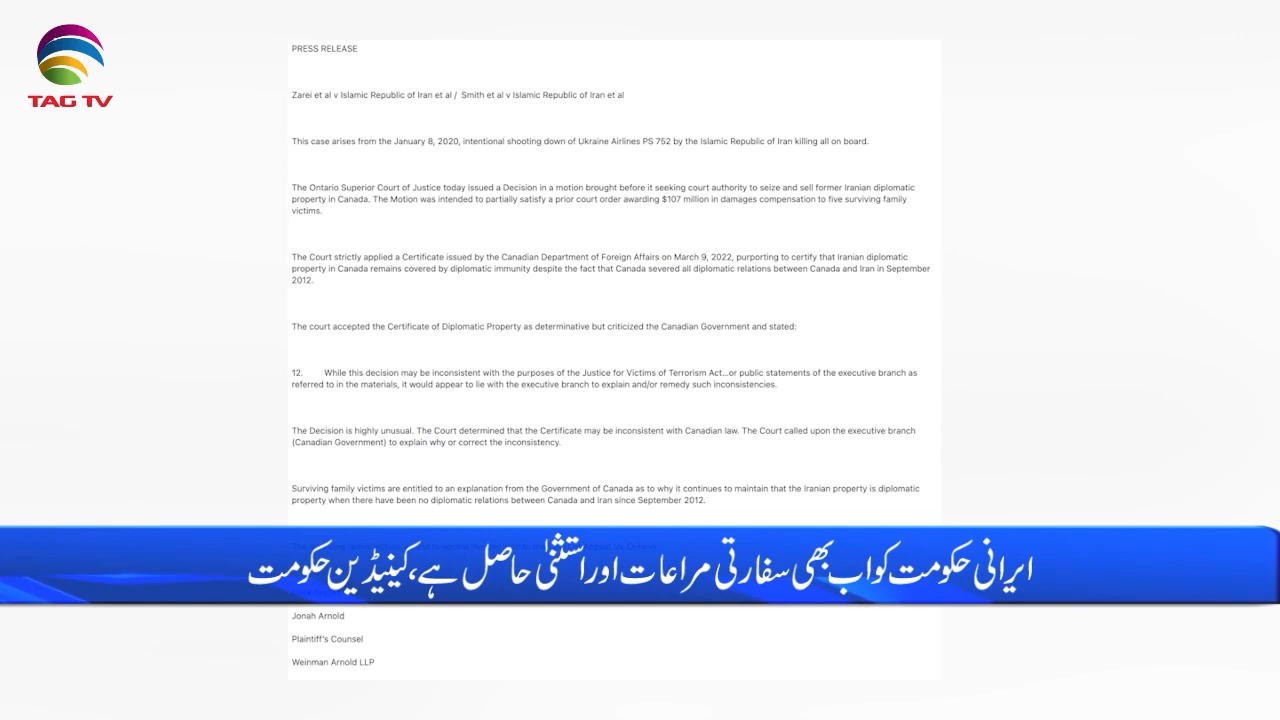 TAG TV
PRESS RELEASE
Zarei et al v Islamic Republic of Iran et al / Smith et al v Islamic Republic of Iran et al
This case arises from the January 8, 2020, intentional shooting down of Ukraine Airlines PS 752 by the Islamic Republic of Iran killing all on board.
The Ontario Superior Court of Justice today issued a Decision in a motion brought before it seeking court authority to seize and sell former Iranian diplomatic
property in Canada. The Motion was intended to partially satisfy a prior court order awarding $107 million in damages compensation to five surviving family
victims.
The Court strictly applied a Certificate issued by the Canadian Department of Foreign Affairs on March 9, 2022, purporting to certify that Iranian diplomatic
property in Canada remains covered by diplomatic immunity despite the fact that Canada severed all diplomatic relations between Canada and Iran in September
2012.
The court accepted the Certificate of Diplomatic Property as determinative but criticized the Canadian Government and stated:
12. While this decision may be inconsistent with the purposes of the Justice for Victims of Terrorism Act...or public statements of the executive branch as
referred to in the materials, it would appear to lie with the executive branch to explain and/or remedy such inconsistencies.
The Decision is highly unusual. The Court determined that the Certificate may be inconsistent with Canadian law. The Court called upon the executive branch
(Canadian Government) to explain why or correct the inconsistency.
Surviving family victims are entitled to an explanation from the Government of Canada as to why it continues to maintain that the Iranian property is diplomatic
property when there have been no diplomatic relations between Canada and Iran since September 2012.
ایرانی حکومت کو اب بھی سفارتی مراعات اور استثنیٰ حاصل ہے، کینیڈین حکومت
Jonah Arnold
Plaintiff's Counsel
Weinman Arnold LLP